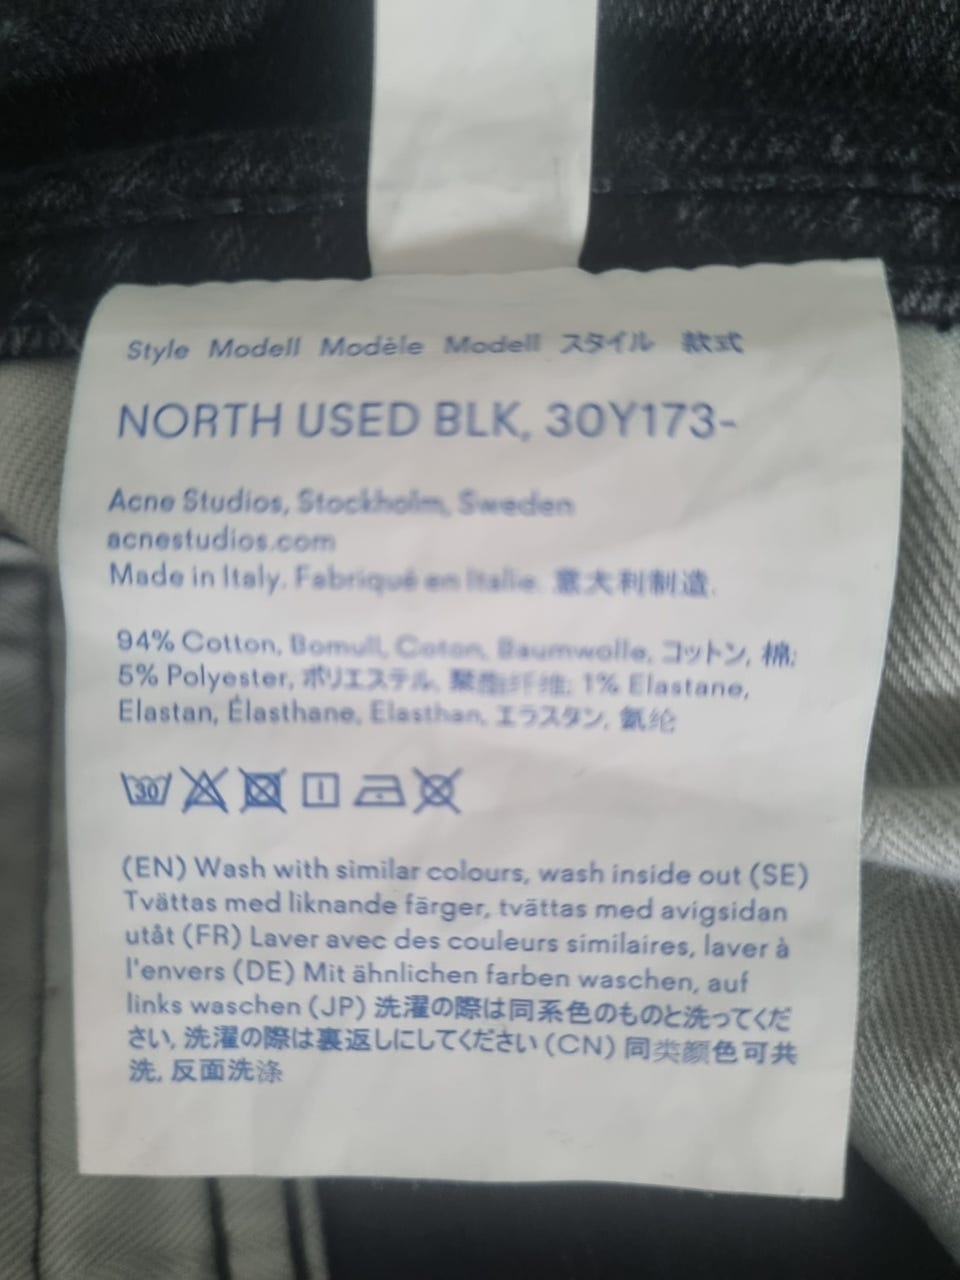 Style Modell Modèle Modell スタイル 款式
NORTH USED BLK, 30Y173-
Acne Studios, Stockholm, Sweden
acnestudios.com
Made in Italy. Fabriqué en Italie. 意大利制造.
94% Cotton, Bomull, Coton, Baumwolle, コットン, 棉;
5% Polyester, ポリエステル, 聚酯纤维; 1% Elastane,
Elastan, Élasthane, Elasthan, エラスタン, 氨纶
30
(EN) Wash with similar colours, wash inside out (SE)
Tvättas med liknande färger, tvättas med avigsidan
utåt (FR) Laver avec des couleurs similaires, laver à
l'envers (DE) Mit ähnlichen farben waschen, auf
links waschen (JP) 洗濯の際は同系色のものと洗ってくだ
さい, 洗濯の際は裏返しにしてください (CN) 同类颜色可共
洗, 反面洗涤